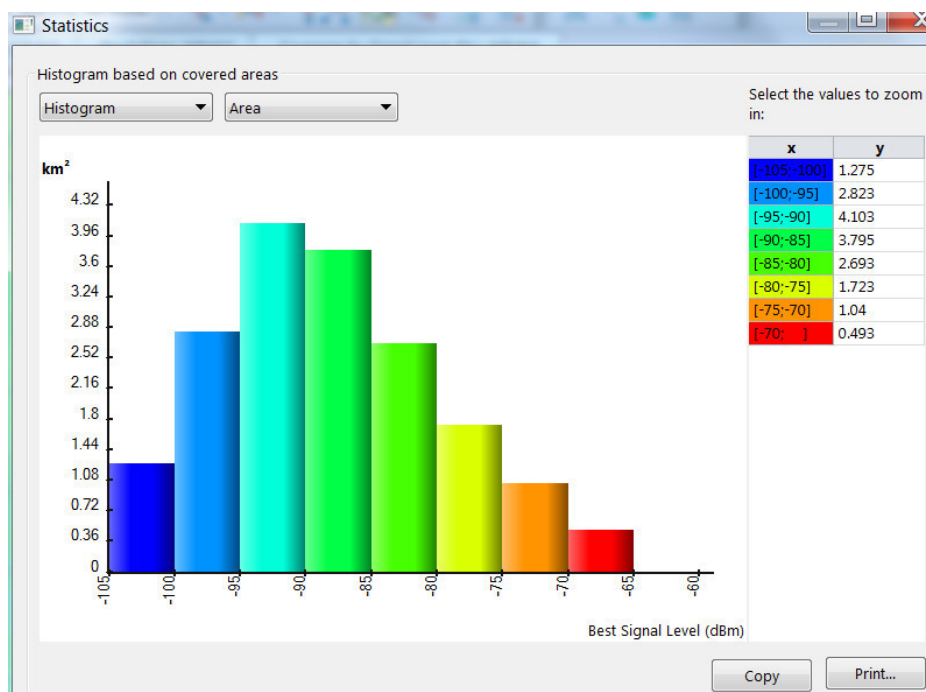 Statistics
Histogram based on covered areas
Histogram
Area
Select the values to zoom
in:
km²
4.32
3.96
3.6
3.24
2.88
2.52
2.16
1.8
1.44
1.08
0.72
0.36
0
-105
-100
-95
-90
-85
-80
-75
-70
-65
-60
Best Signal Level (dBm)
x y
[-105;-100] 1.275
[-100;-95] 2.823
[-95;-90] 4.103
[-90;-85] 3.795
[-85;-80] 2.693
[-80;-75] 1.723
[-75;-70] 1.04
[-70; ] 0.493
Copy
Print...